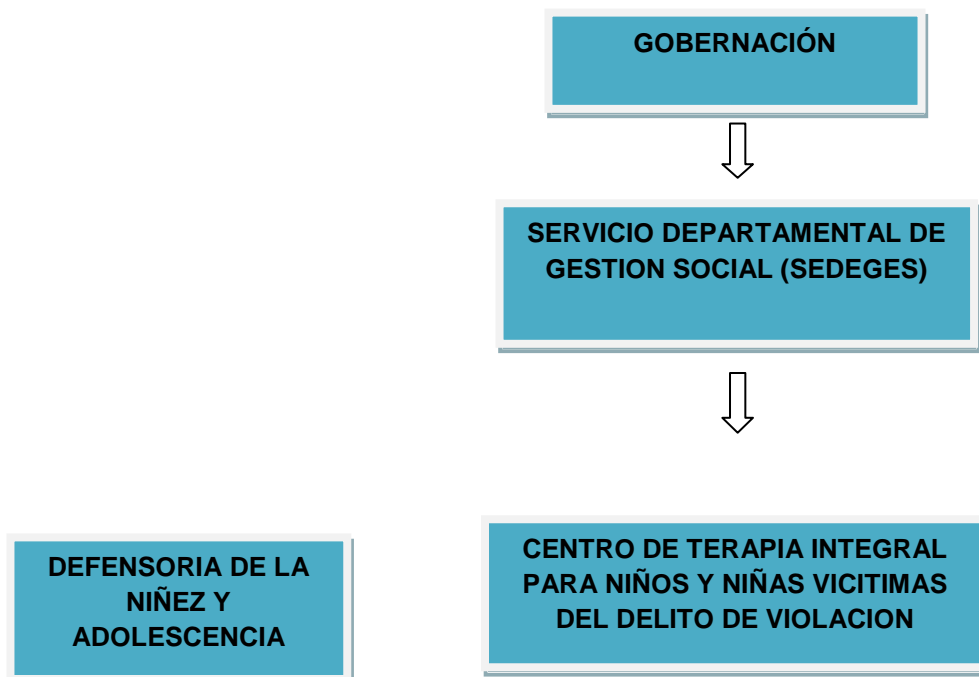 GOBERNACIÓN
SERVICIO DEPARTAMENTAL DE
GESTION SOCIAL (SEDEGES)
DEFENSORIA DE LA
NIÑEZ Y
ADOLESCENCIA
CENTRO DE TERAPIA INTEGRAL
PARA NIÑOS Y NIÑAS VICITIMAS
DEL DELITO DE VIOLACION